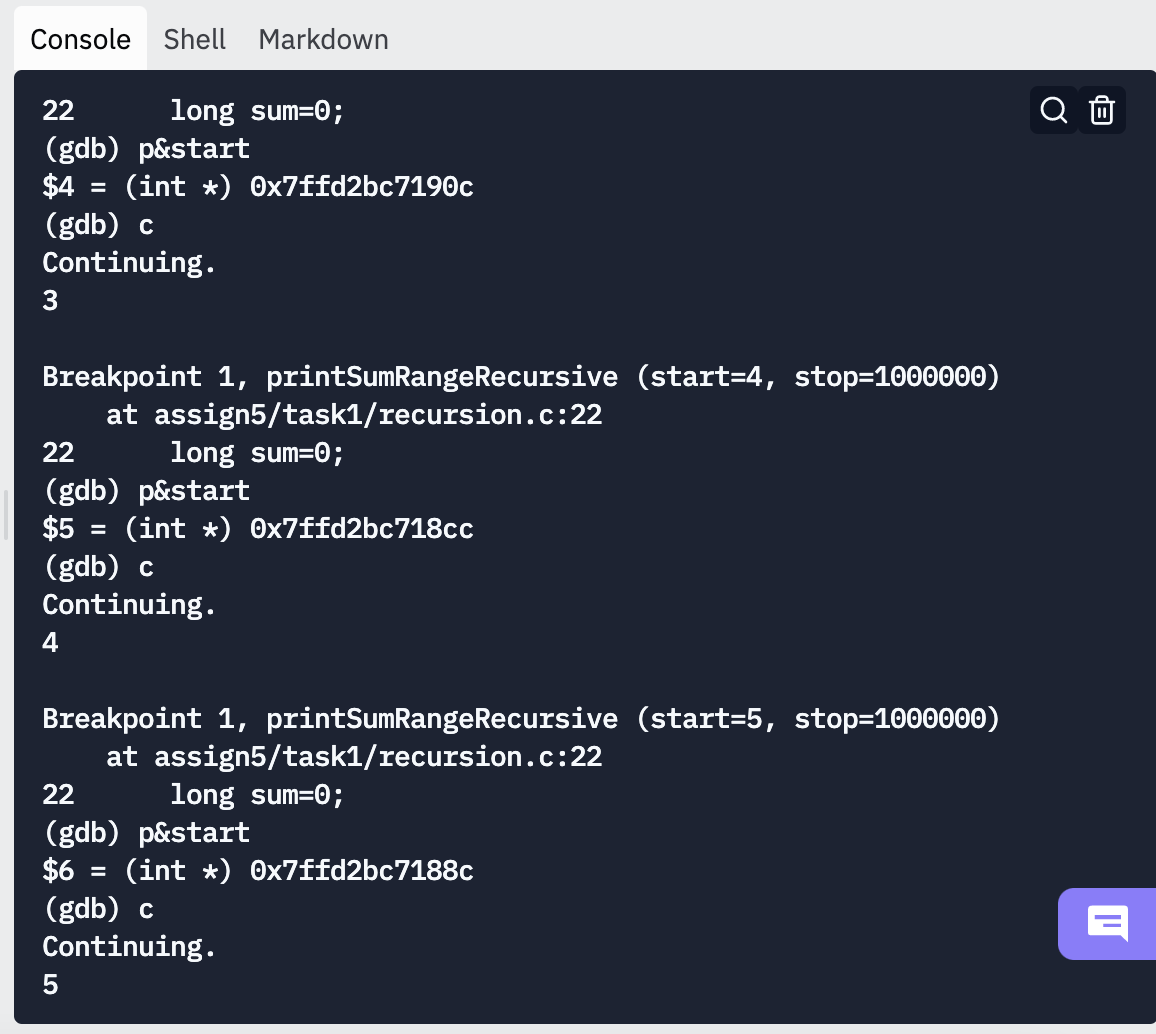 Console Shell Markdown
22      long sum=0;
(gdb) p&start
$4 = (int *) 0x7ffd2bc7190c
(gdb) c
Continuing.
3
Breakpoint 1, printSumRangeRecursive (start=4, stop=1000000)
    at assign5/task1/recursion.c:22
22      long sum=0;
(gdb) p&start
$5 = (int *) 0x7ffd2bc718cc
(gdb) c
Continuing.
4
Breakpoint 1, printSumRangeRecursive (start=5, stop=1000000)
    at assign5/task1/recursion.c:22
22      long sum=0;
(gdb) p&start
$6 = (int *) 0x7ffd2bc7188c
(gdb) c
Continuing.
5